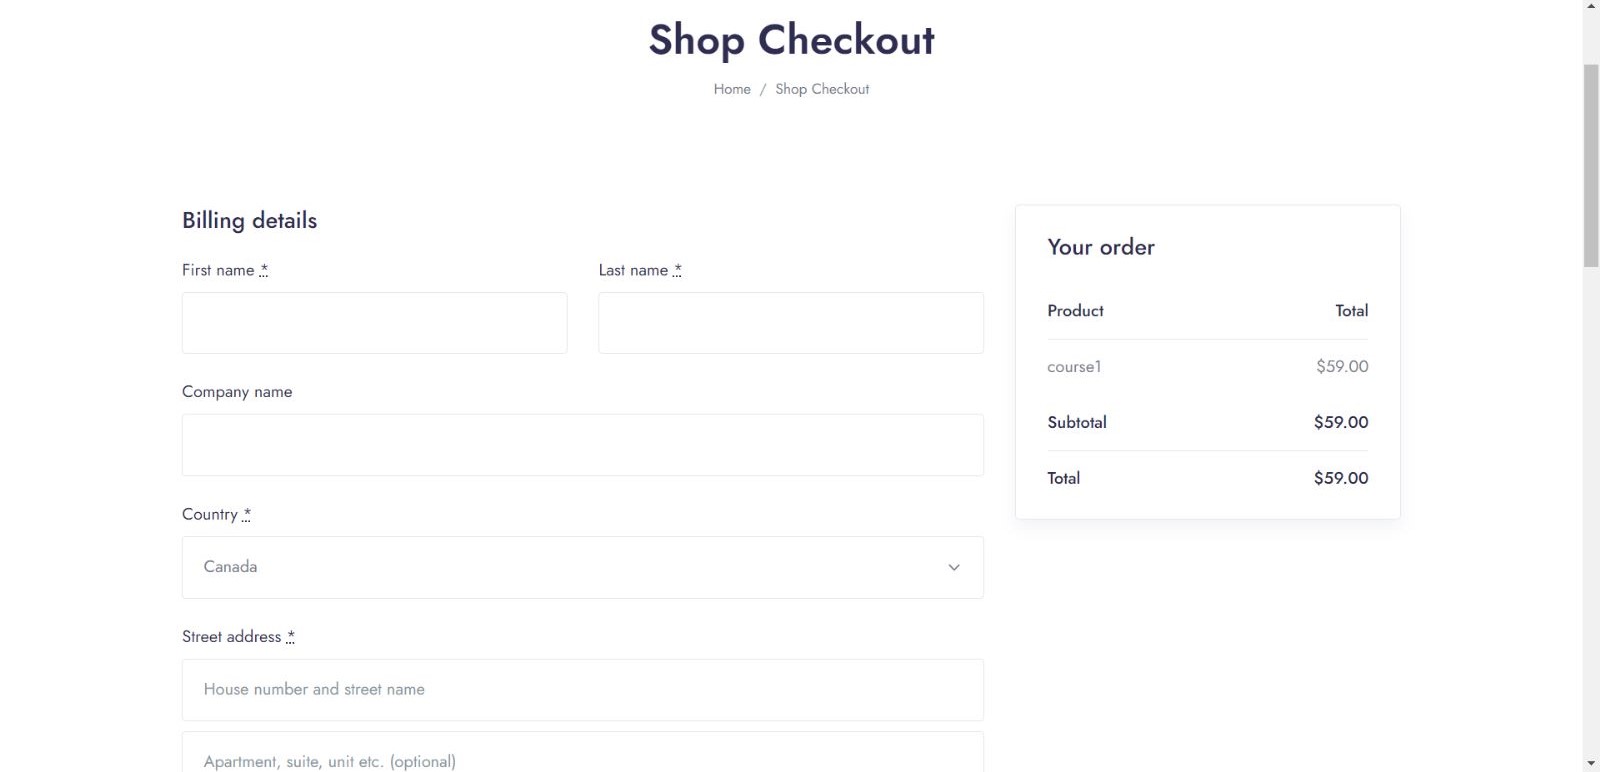 Shop Checkout
Home / Shop Checkout
Billing details
First name *
Last name *
Company name
Country *
Canada
Street address *
House number and street name
Apartment, suite, unit etc. (optional)
Your order
Product Total
course1 $59.00
Subtotal $59.00
Total $59.00